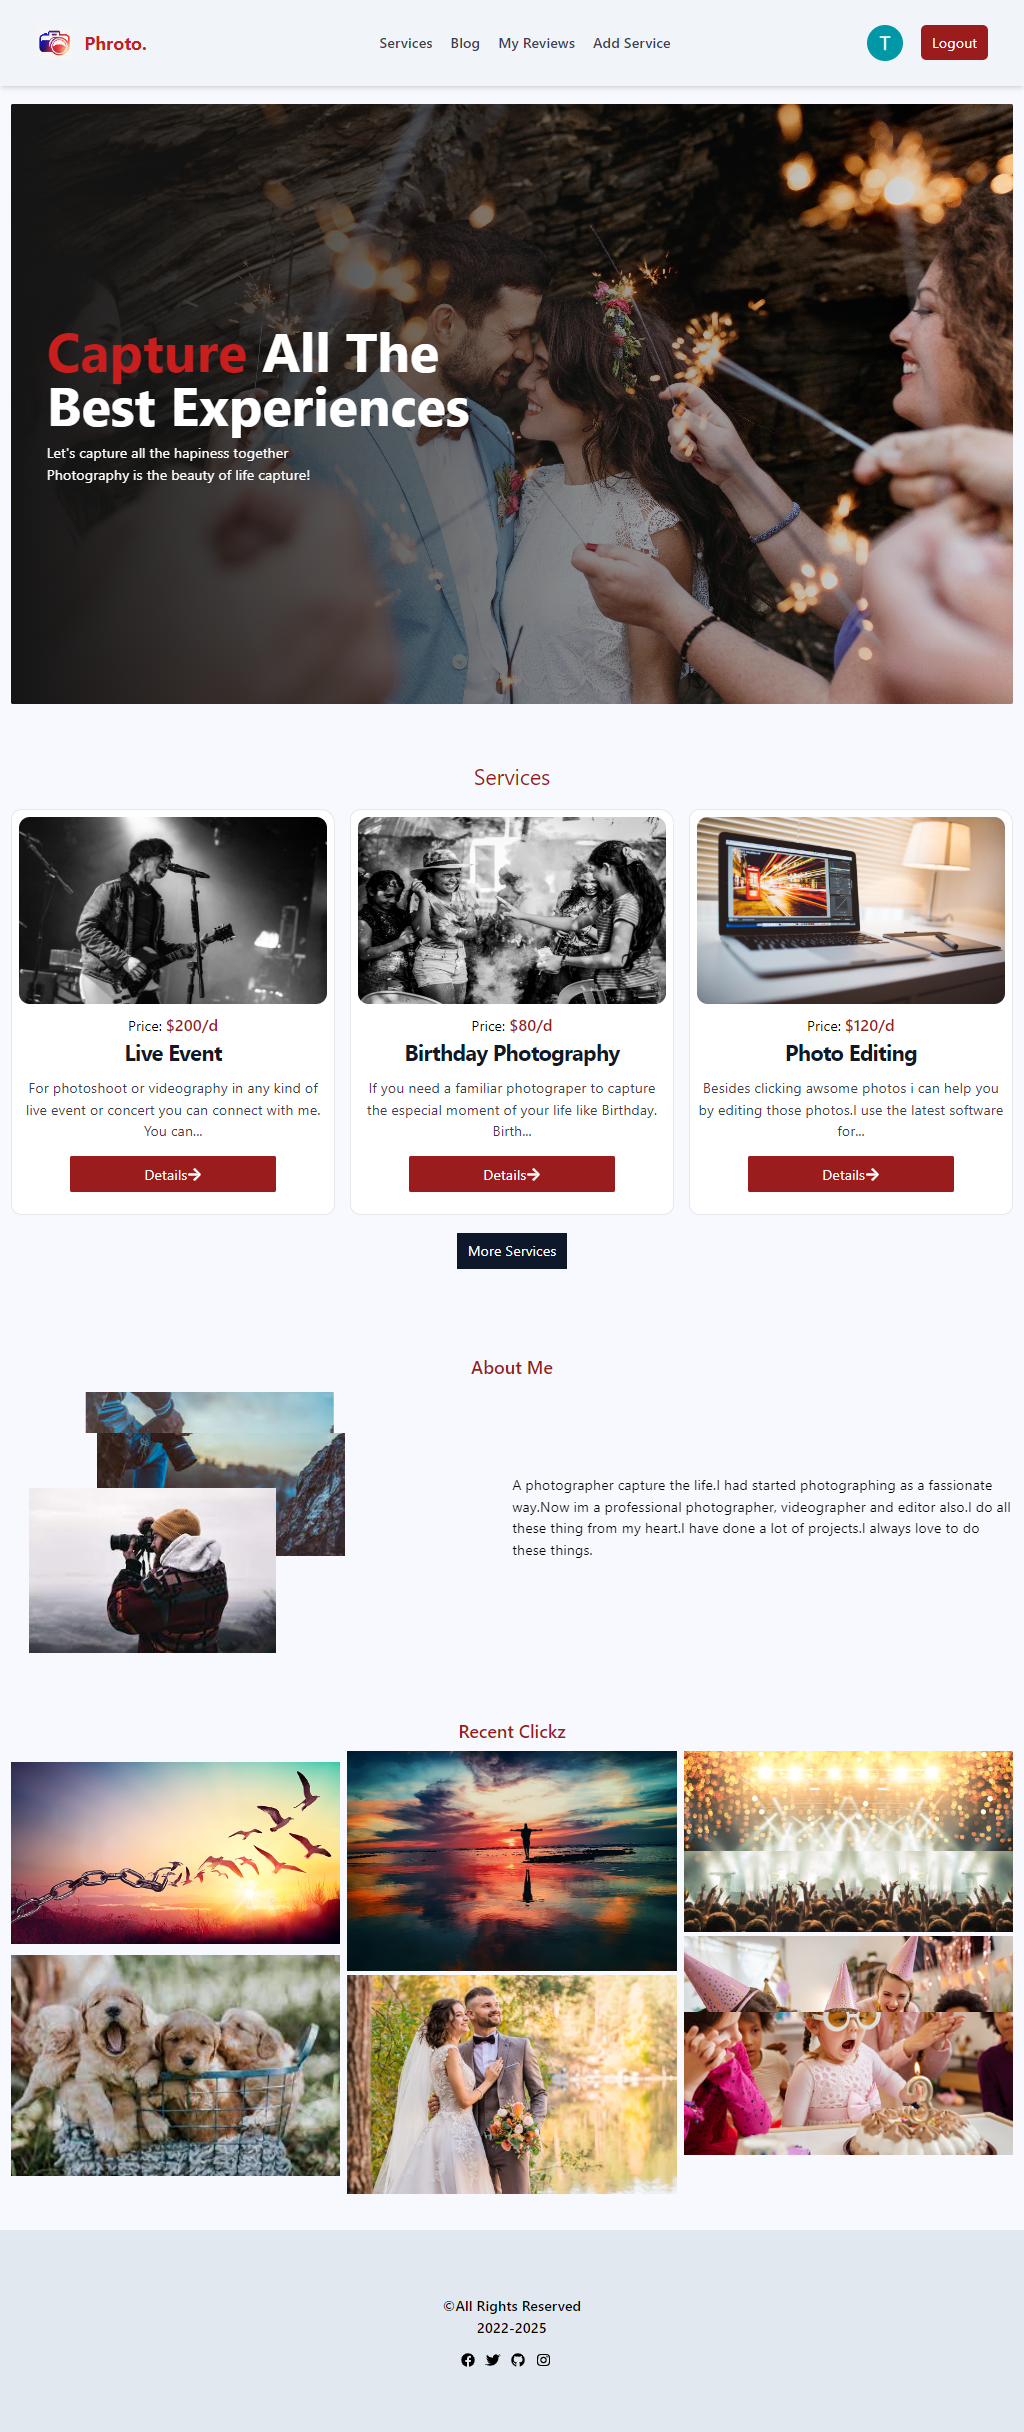 Phroto.
Services
Blog
My Reviews
Add Service
T
Logout
Capture All The
Best Experiences
Let's capture all the hapiness together
Photography is the beauty of life capture!
Services
Price: $200/d
Live Event
For photoshoot or videography in any kind of
live event or concert you can connect with me.
You can...
Details
Price: $80/d
Birthday Photography
If you need a familiar photograper to capture
the especial moment of your life like Birthday.
Birth...
Details
Price: $120/d
Photo Editing
Besides clicking awsome photos i can help you
by editing those photos.I use the latest software
for...
Details
More Services
About Me
A photographer capture the life.I had started photographing as a fassionate
way.Now im a professional photographer, videographer and editor also.I do all
these thing from my heart.I have done a lot of projects.I always love to do
these things.
Recent Clickz
©All Rights Reserved
2022-2025